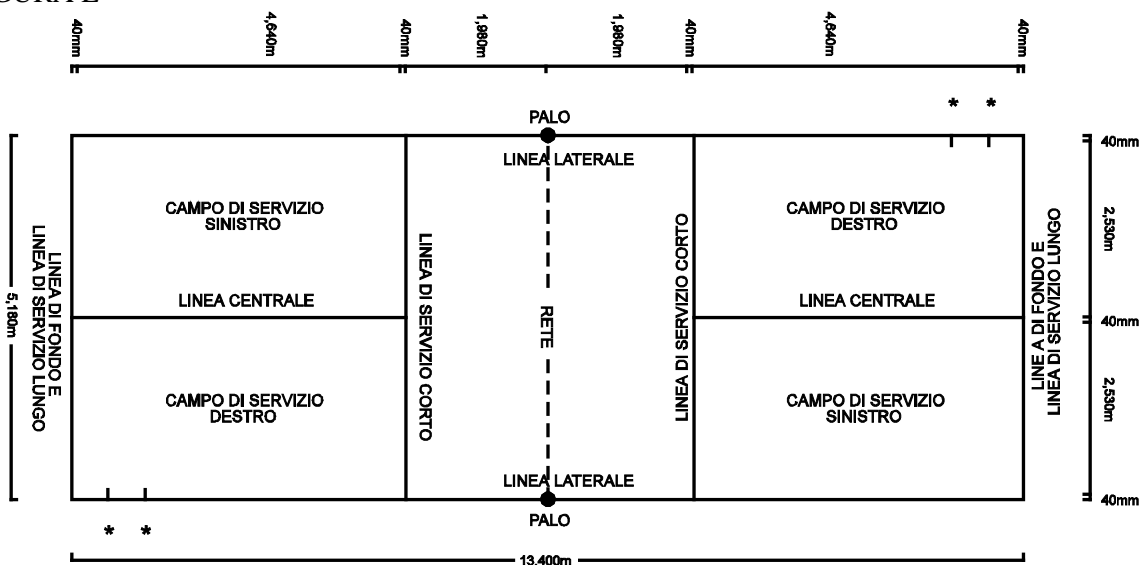 40mm
4,640m
40mm
1,980m
1,980m
40mm
4,640m
40mm
* *
PALO
LINEA LATERALE
40mm
CAMPO DI SERVIZIO
SINISTRO
CAMPO DI SERVIZIO
DESTRO
2,530m
LINEA DI FONDO E
LINEA DI SERVIZIO LUNGO
5,180m
LINEA DI SERVIZIO CORTO
LINEA CENTRALE
RETE
LINEA DI SERVIZIO CORTO
LINEA CENTRALE
LINE A DI FONDO E
LINEA DI SERVIZIO LUNGO
40mm
CAMPO DI SERVIZIO
DESTRO
CAMPO DI SERVIZIO
SINISTRO
2,530m
LINEA LATERALE
40mm
PALO
* *
13,400m